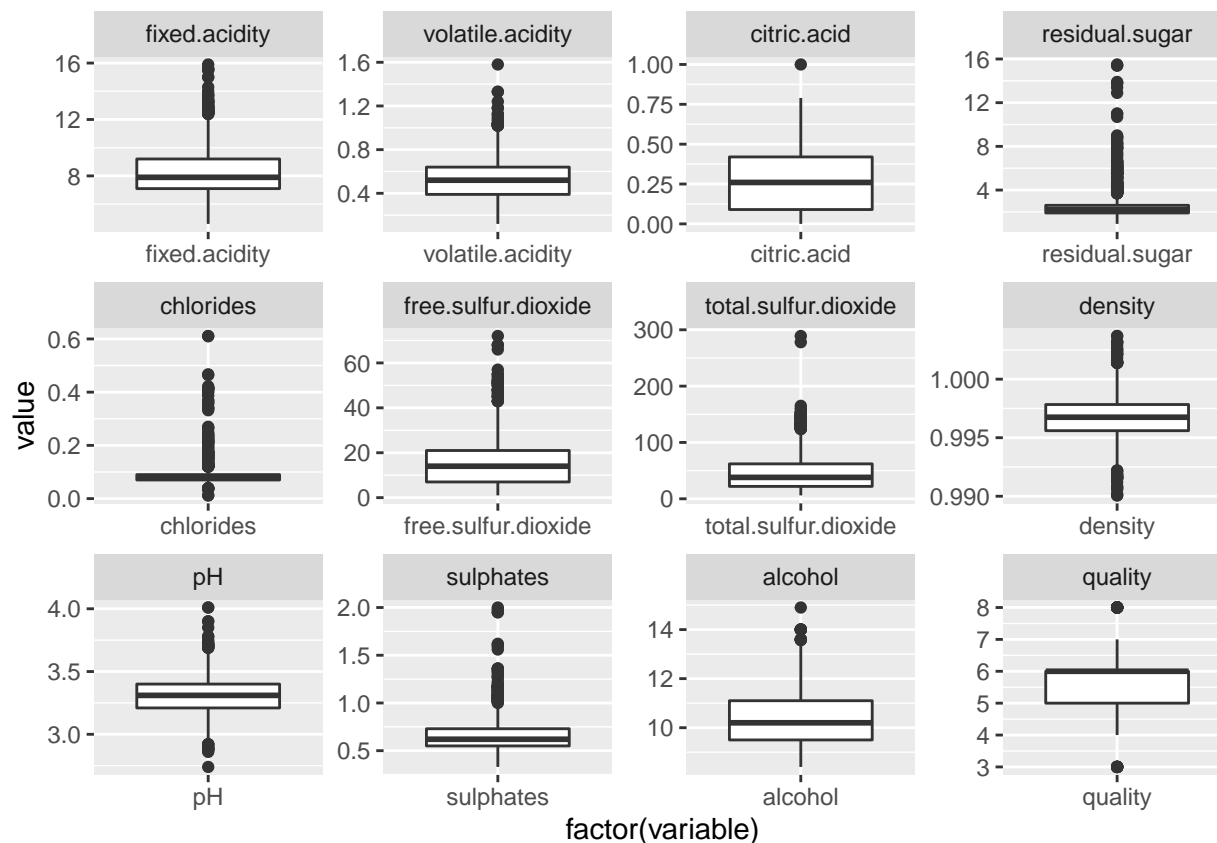 fixed.acidity volatile.acidity citric.acid residual.sugar
16 1.6 1.00 16
12 1.2 0.75 12
8 0.8 0.50 8
0.4 0.25 4
0.00
fixed.acidity volatile.acidity citric.acid residual.sugar
chlorides free.sulfur.dioxide total.sulfur.dioxide density
0.6 60 300 1.000
0.4 40 200 0.995
0.2 20 100 0.990
0.0 0 0
chlorides free.sulfur.dioxide total.sulfur.dioxide density
value
pH sulphates alcohol quality
4.0 2.0 14 8
3.5 1.5 12 7
3.0 1.0 10 6
0.5 5
4
3
pH sulphates alcohol quality
factor(variable)